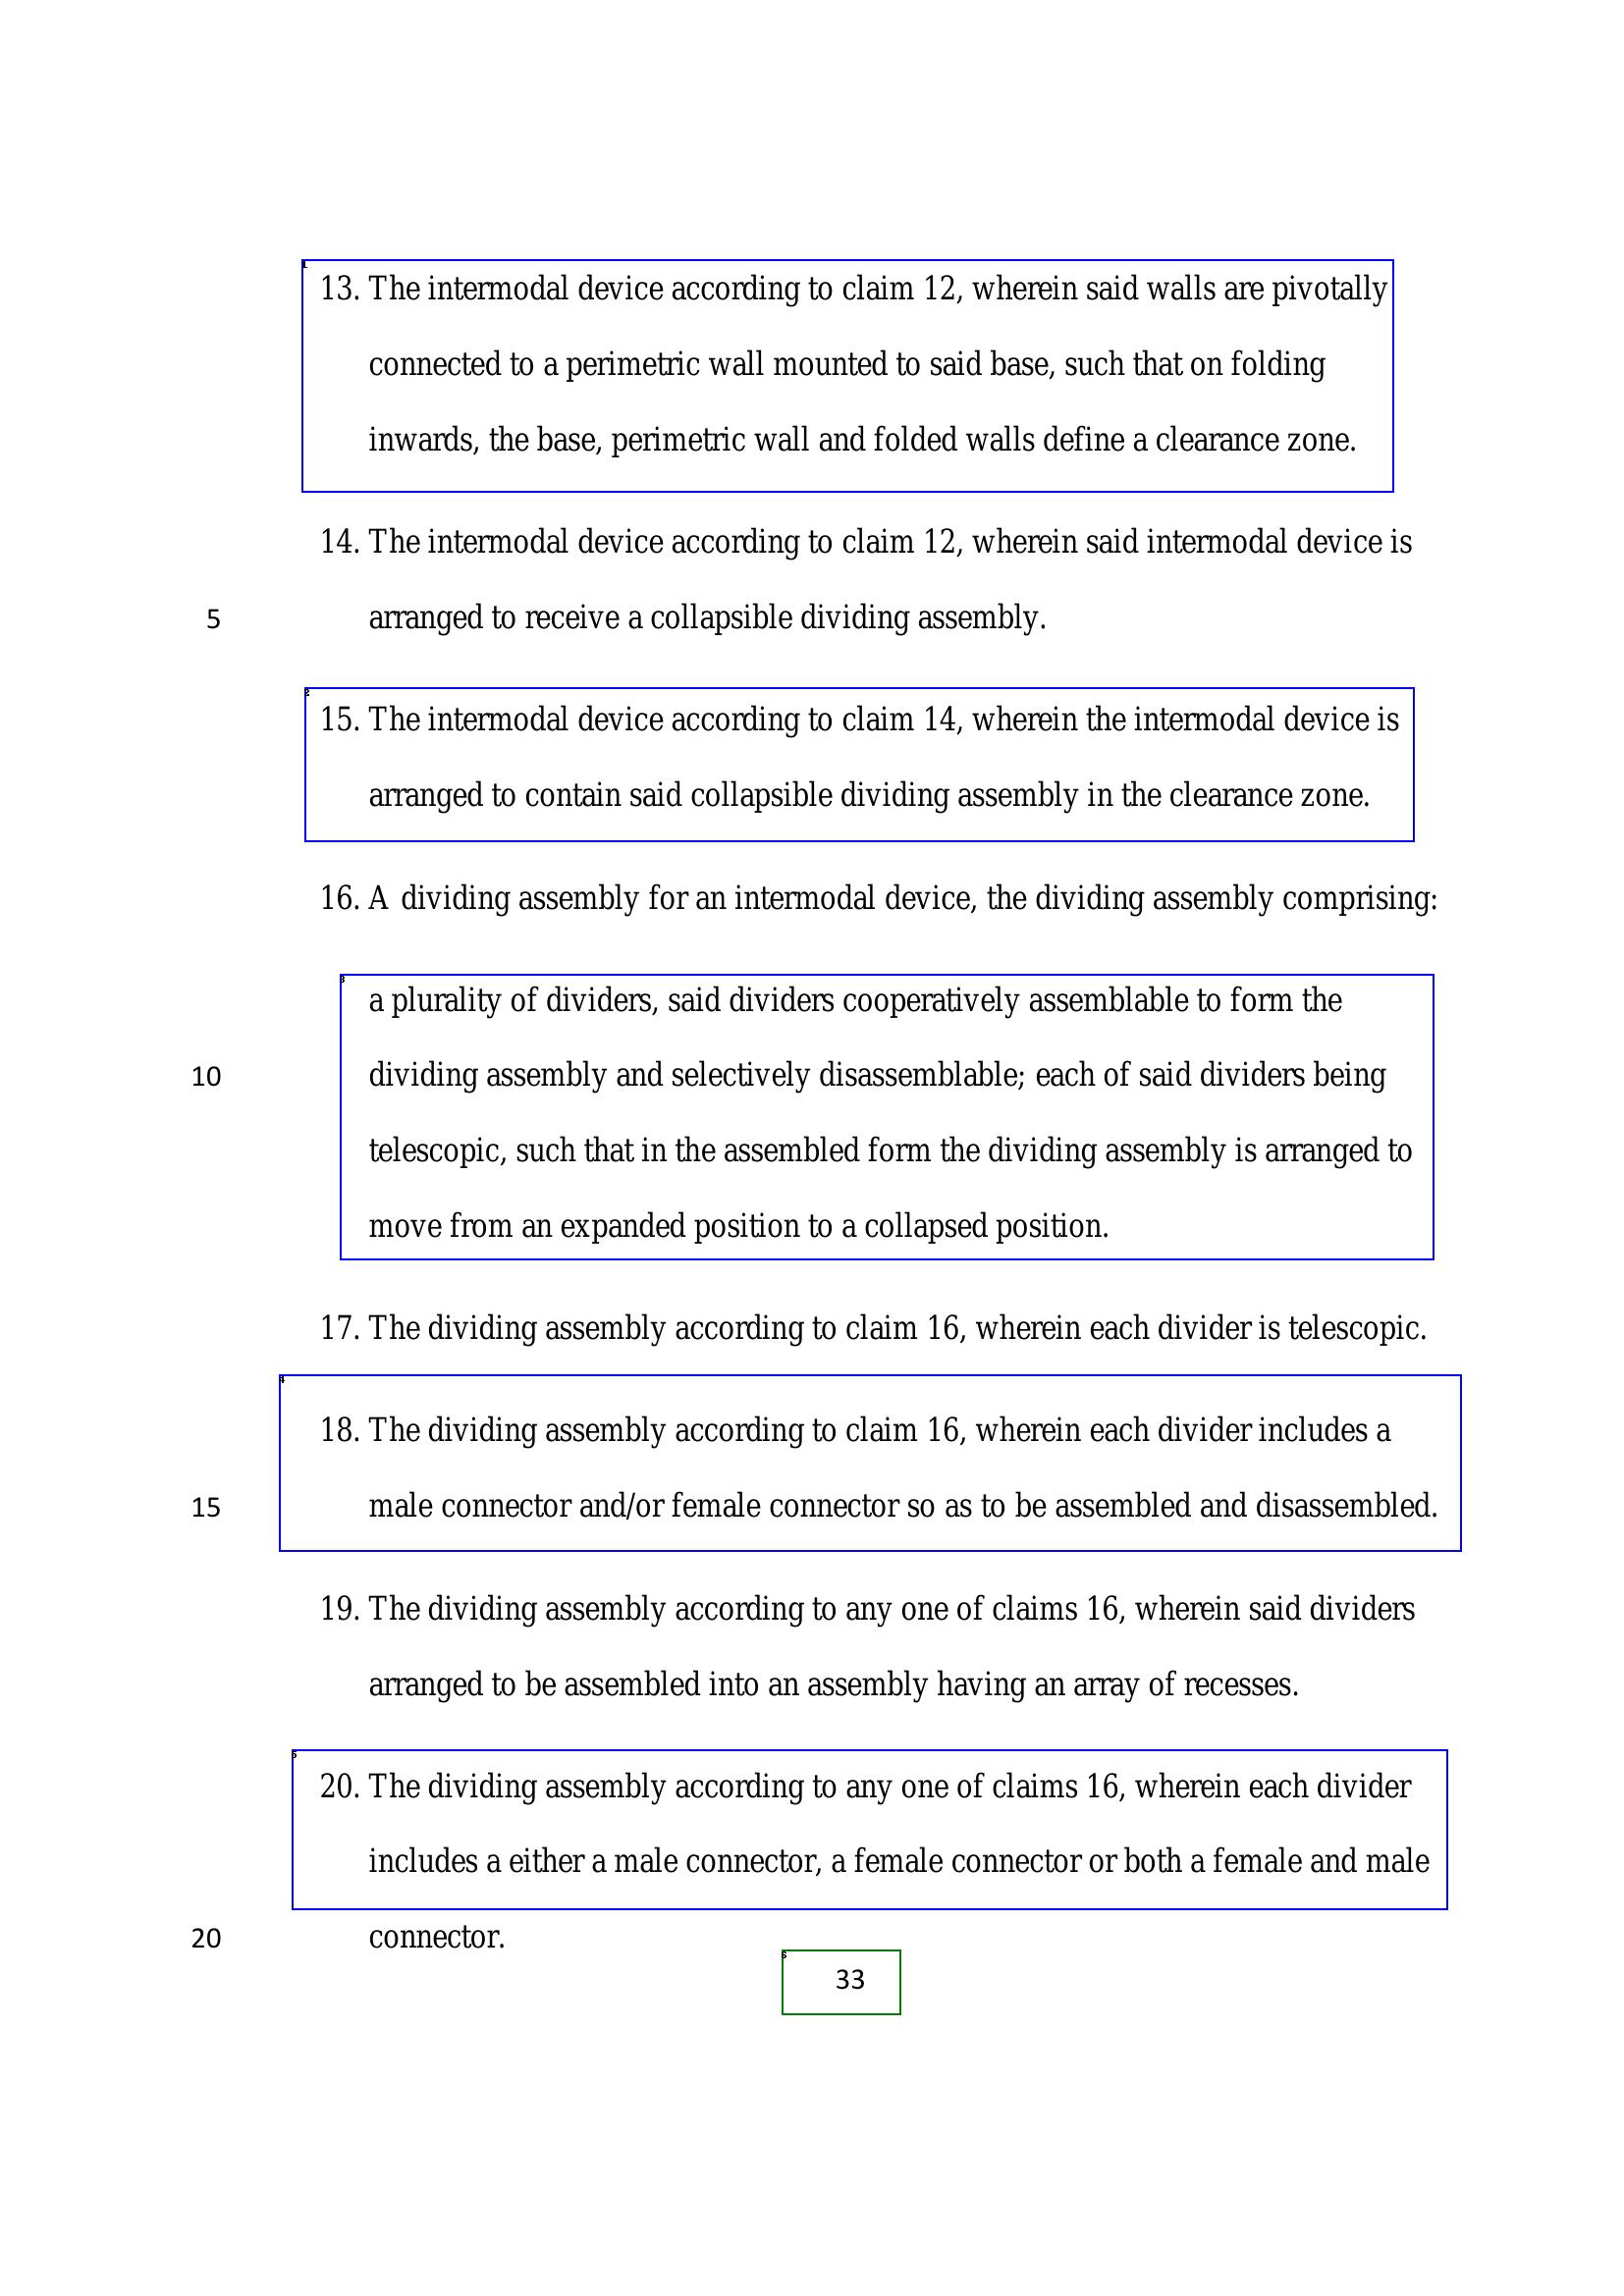 13. The intermodal device according to claim 12, wherein said walls are pivotally
connected to a perimetric wall mounted to said base, such that on folding
inwards, the base, perimetric wall and folded walls define a clearance zone.
14. The intermodal device according to claim 12, wherein said intermodal device is
5 arranged to receive a collapsible dividing assembly.
15. The intermodal device according to claim 14, wherein the intermodal device is
arranged to contain said collapsible dividing assembly in the clearance zone.
16. A dividing assembly for an intermodal device, the dividing assembly comprising:
a plurality of dividers, said dividers cooperatively assemblable to form the
10 dividing assembly and selectively disassemblable; each of said dividers being
telescopic, such that in the assembled form the dividing assembly is arranged to
move from an expanded position to a collapsed position.
17. The dividing assembly according to claim 16, wherein each divider is telescopic.
18. The dividing assembly according to claim 16, wherein each divider includes a
15 male connector and/or female connector so as to be assembled and disassembled.
19. The dividing assembly according to any one of claims 16, wherein said dividers
arranged to be assembled into an assembly having an array of recesses.
20. The dividing assembly according to any one of claims 16, wherein each divider
includes a either a male connector, a female connector or both a female and male
20 connector.
33